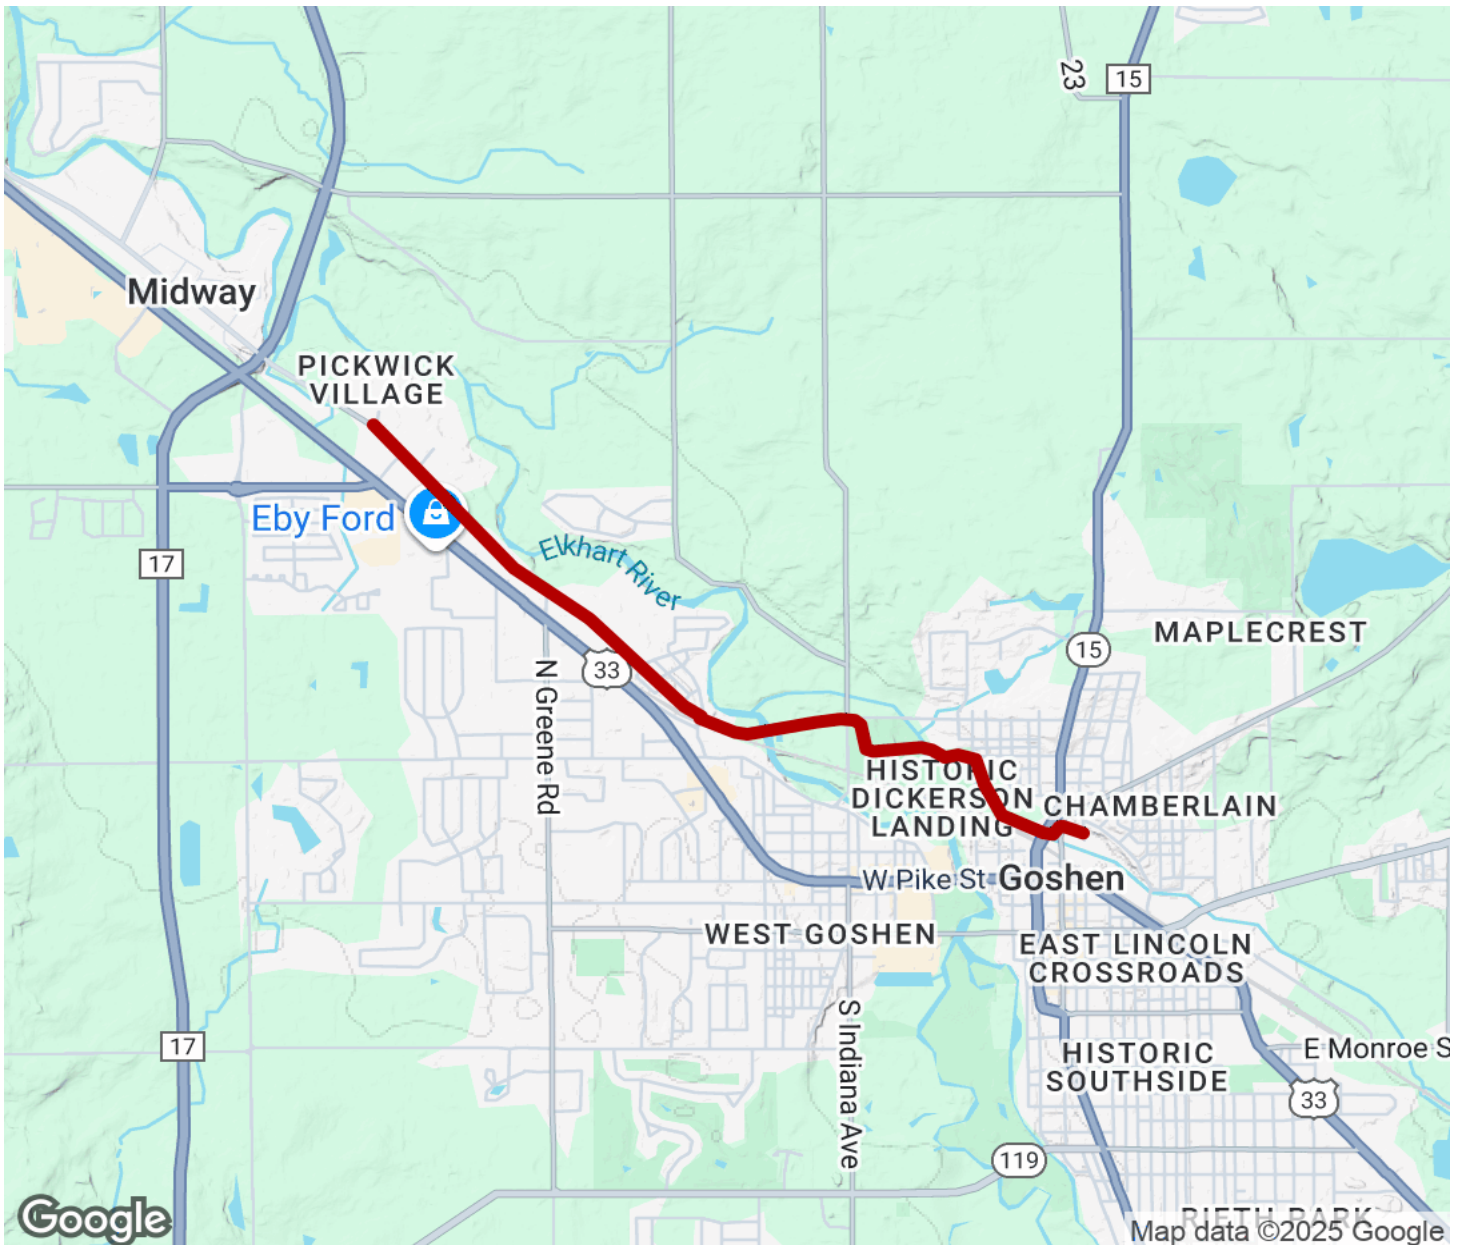 23
15
Midway
PICKWICK
VILLAGE
Eby Ford
Elkhart River
17
MAPLECREST
15
33
N Greene Rd
HISTORIC
DICKERSON
LANDING
CHAMBERLAIN
W Pike St
Goshen
WEST GOSHEN
EAST LINCOLN
CROSSROADS
S Indiana Ave
17
HISTORIC
SOUTHSIDE
E Monroe S
33
119
RIETH PARK
Google
Map data ©2025 Google